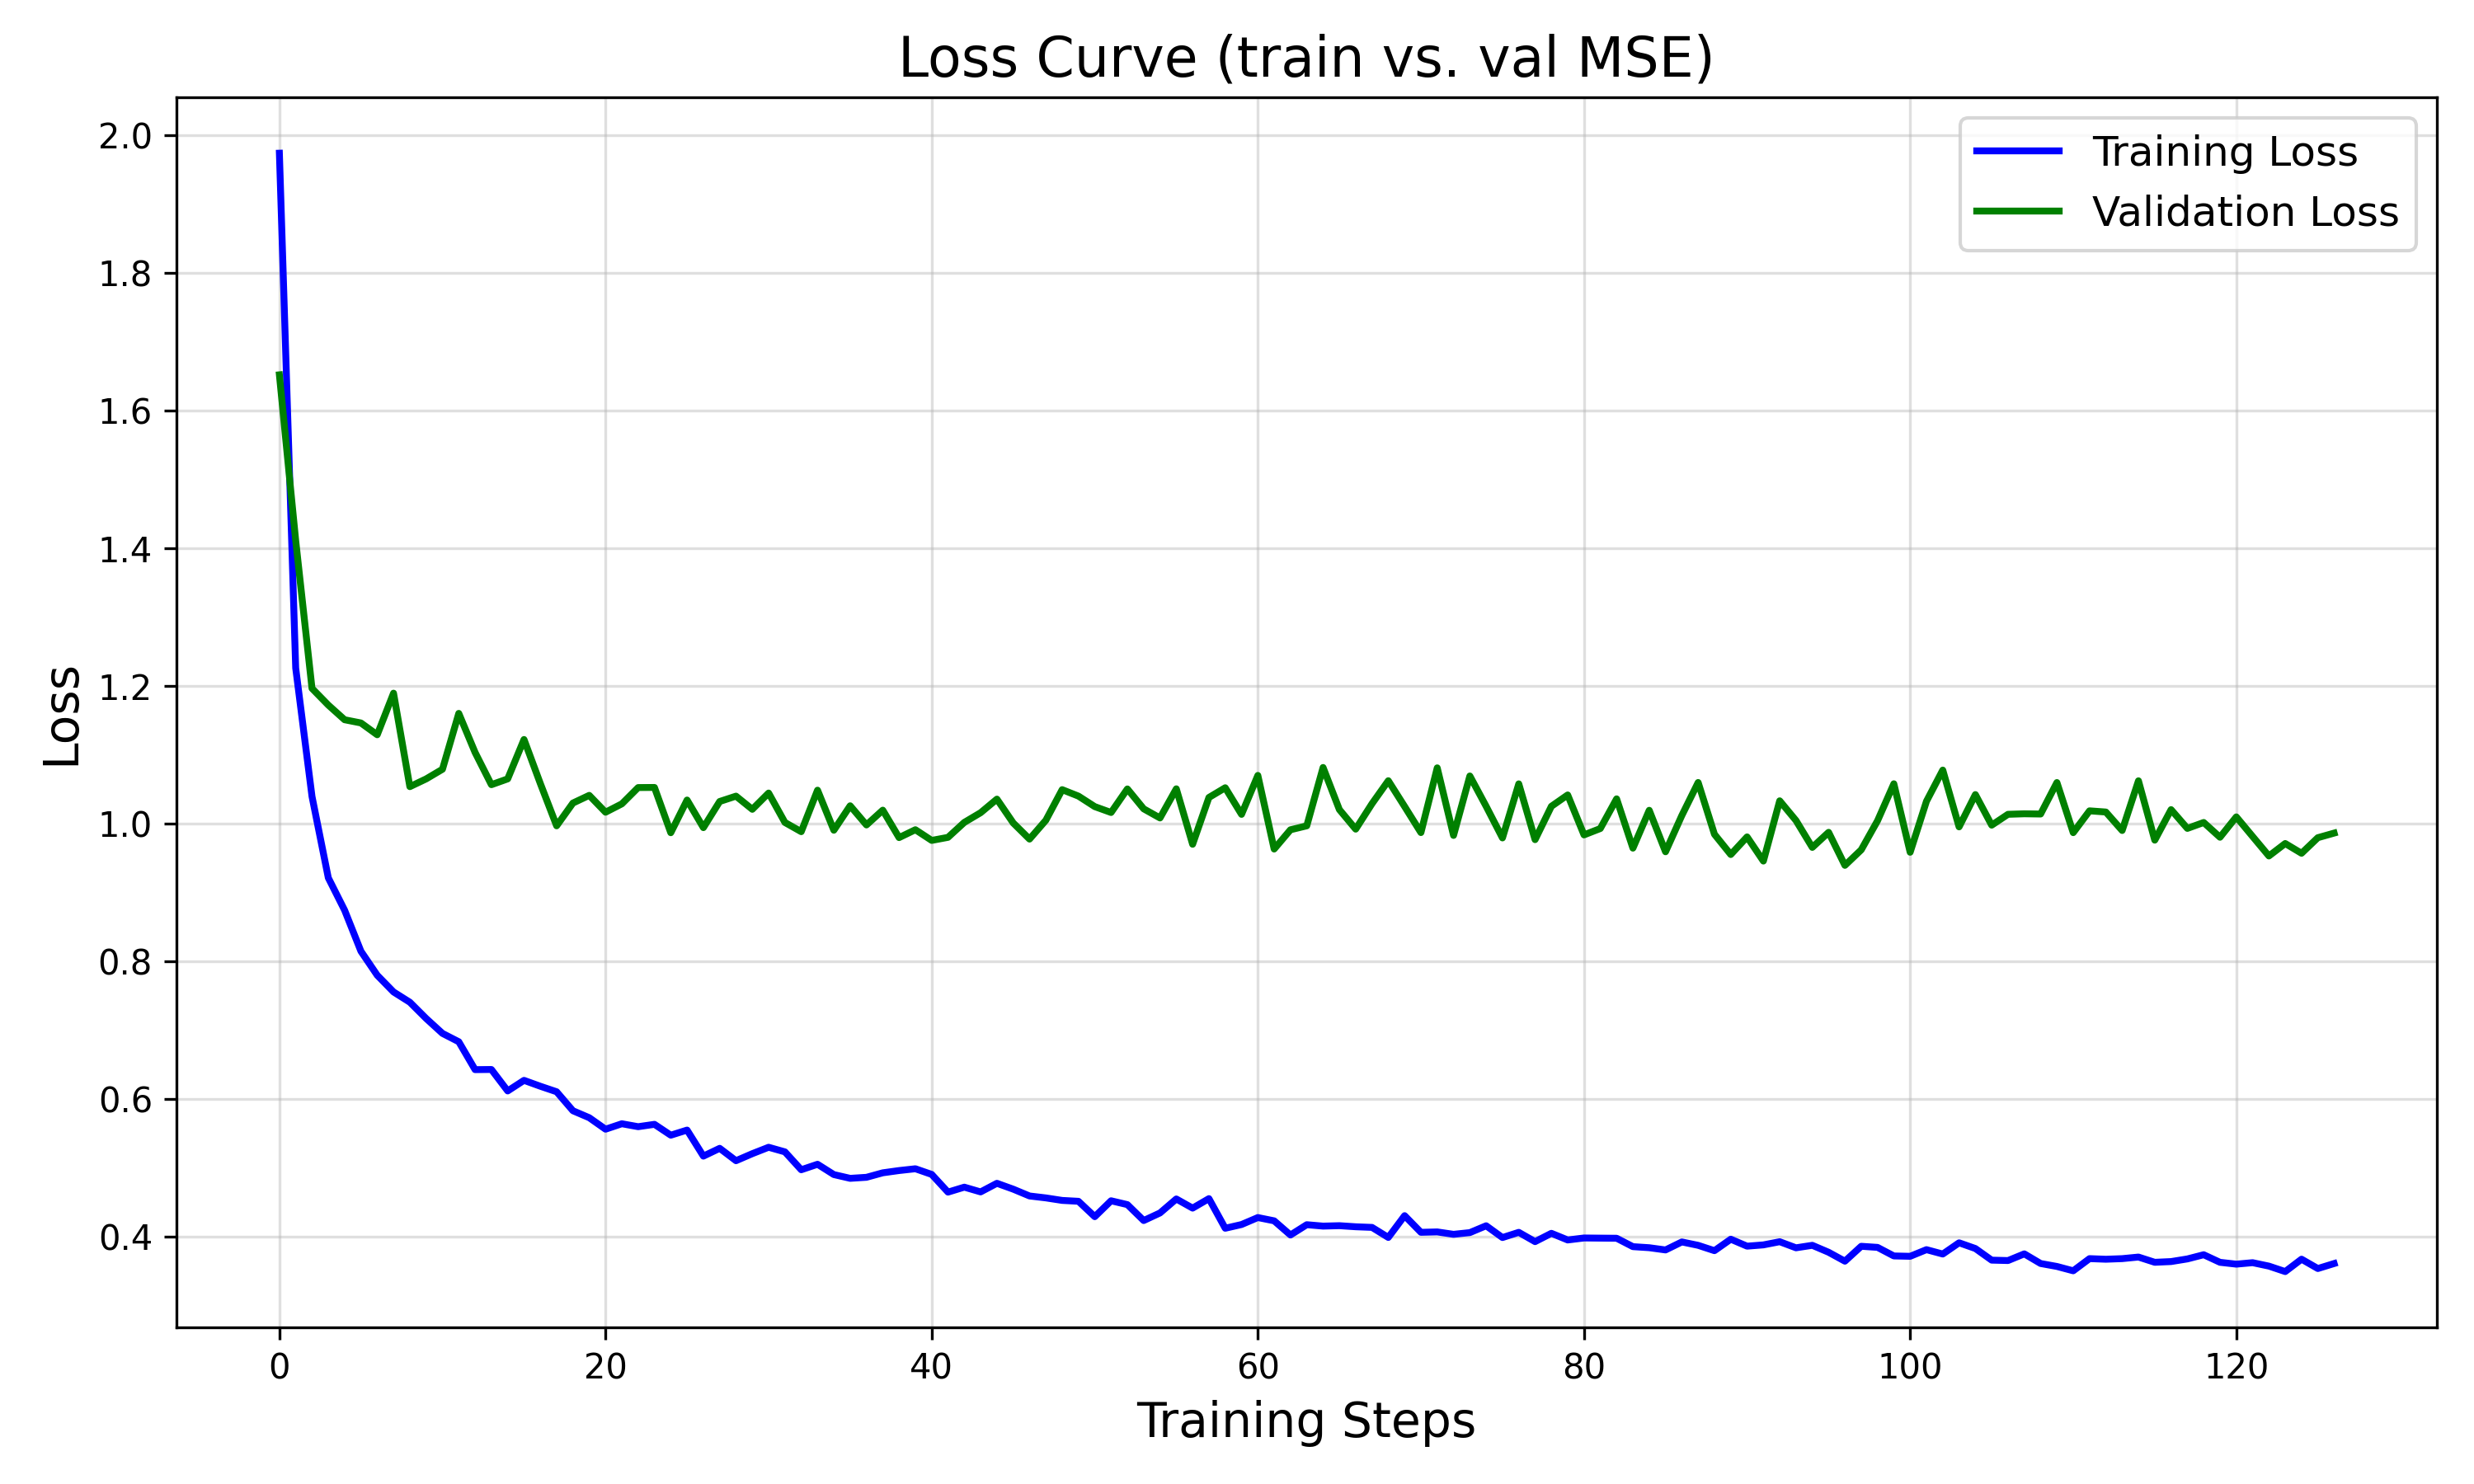 Loss Curve (train vs. val MSE)
Training Loss
Validation Loss
2.0
1.8
1.6
1.4
1.2
1.0
0.8
0.6
0.4
Loss
0 20 40 60 80 100 120
Training Steps